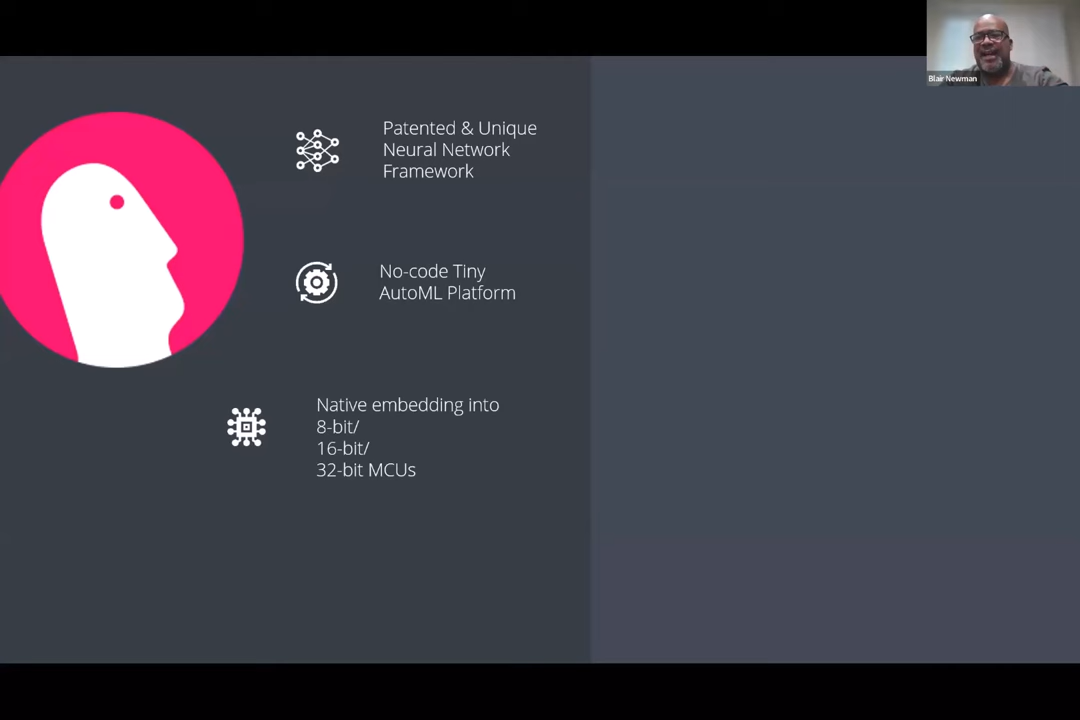 Blair Newman
Patented & Unique
Neural Network
Framework
No-code Tiny
AutoML Platform
Native embedding into
8-bit/
16-bit/
32-bit MCUs